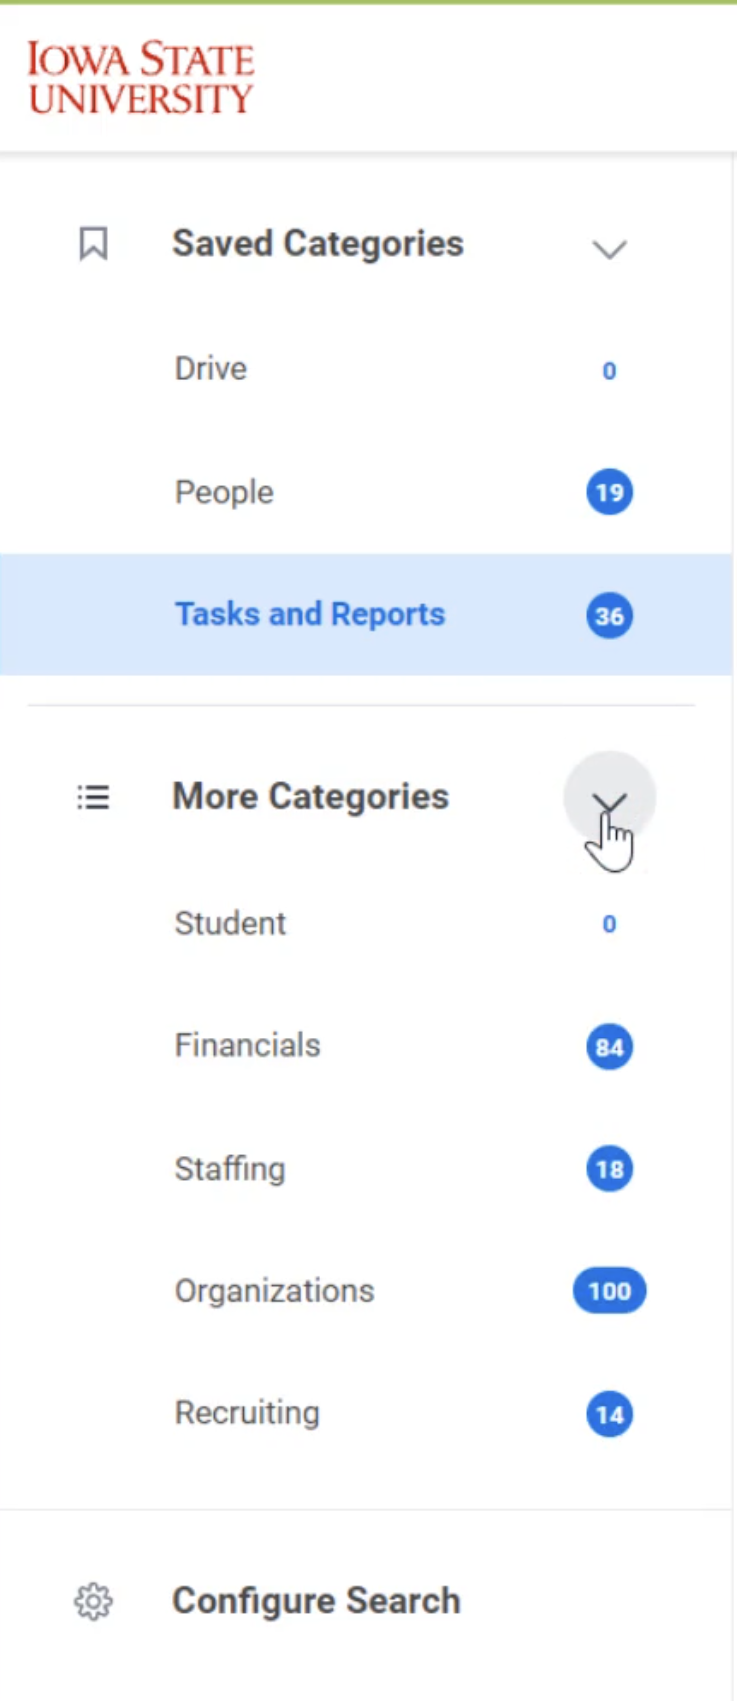 IOWA STATE
UNIVERSITY
Saved Categories
Drive 0
People 19
Tasks and Reports 36
More Categories
Student 0
Financials 84
Staffing 18
Organizations 100
Recruiting 14
Configure Search